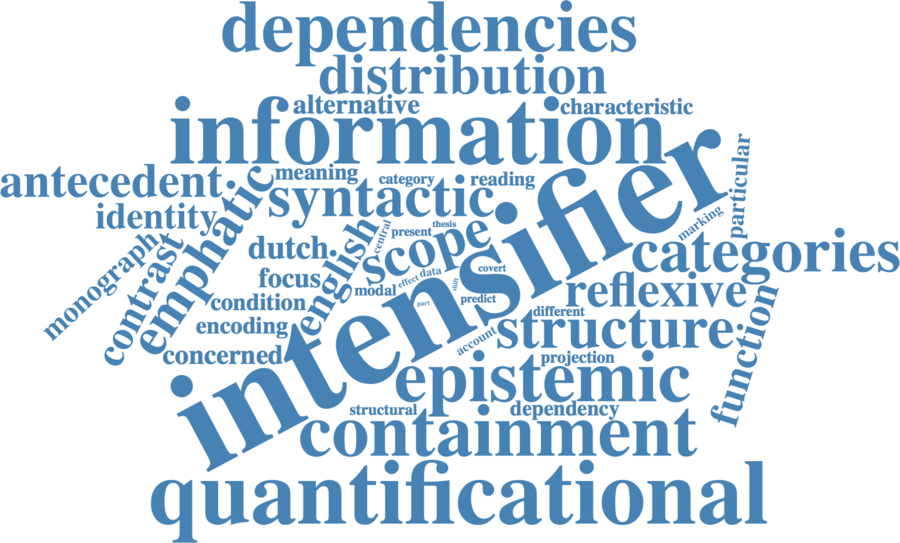 dependencies
distribution
alternative
characteristic
information
intensifier
particular
antecedent
meaning
category
reading
syntactic
identity
emphatic
marking
monograph
contrast
dutch
english
central
present
thesis
scope
categories
focus
modal
effect
data
covert
shift
reflexive
condition
part
predict
different
function
encoding
account
structure
concerned
projection
epistemic
structural
dependency
containment
quantificational